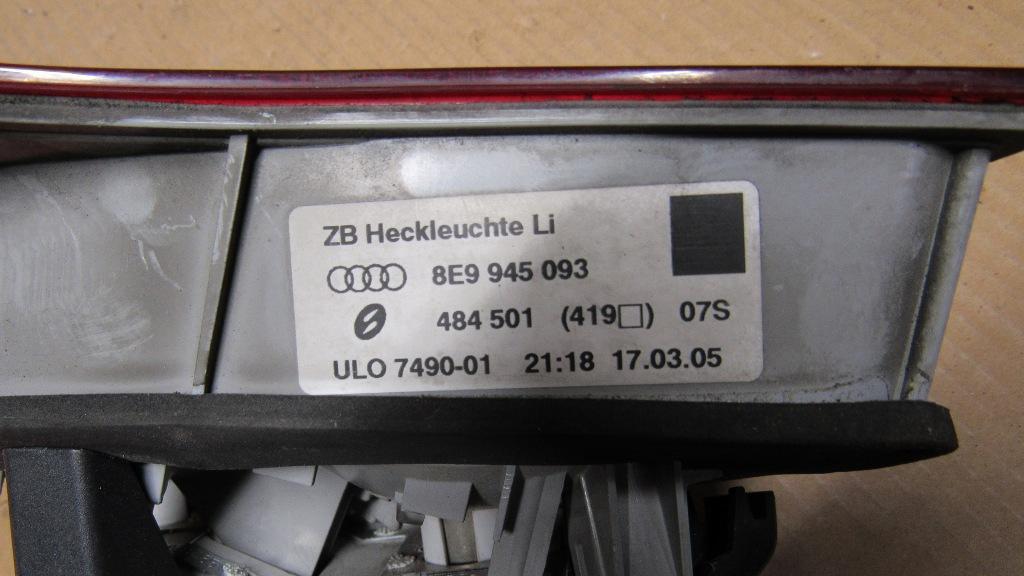 ZB Heckleuchte Li
8E9 945 093
484 501 (419□) 07S
ULO 7490-01 21:18 17.03.05